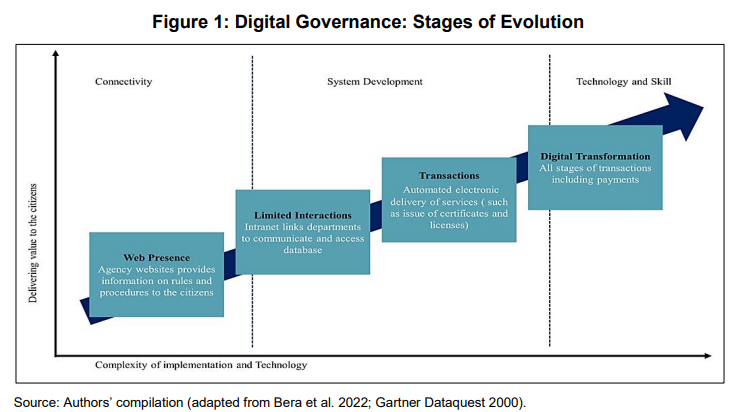 Figure 1: Digital Governance: Stages of Evolution
Connectivity
System Development
Technology and Skill
Delivering value to the citizens
Web Presence
Agency websites provides
information on rules and
procedures to the citizens
Limited Interactions
Intranet links departments
to communicate and access
database
Transactions
Automated electronic
delivery of services ( such
as issue of certificates and
licenses)
Digital Transformation
All stages of transactions
including payments
Complexity of implementation and Technology
Source: Authors’ compilation (adapted from Bera et al. 2022; Gartner Dataquest 2000).